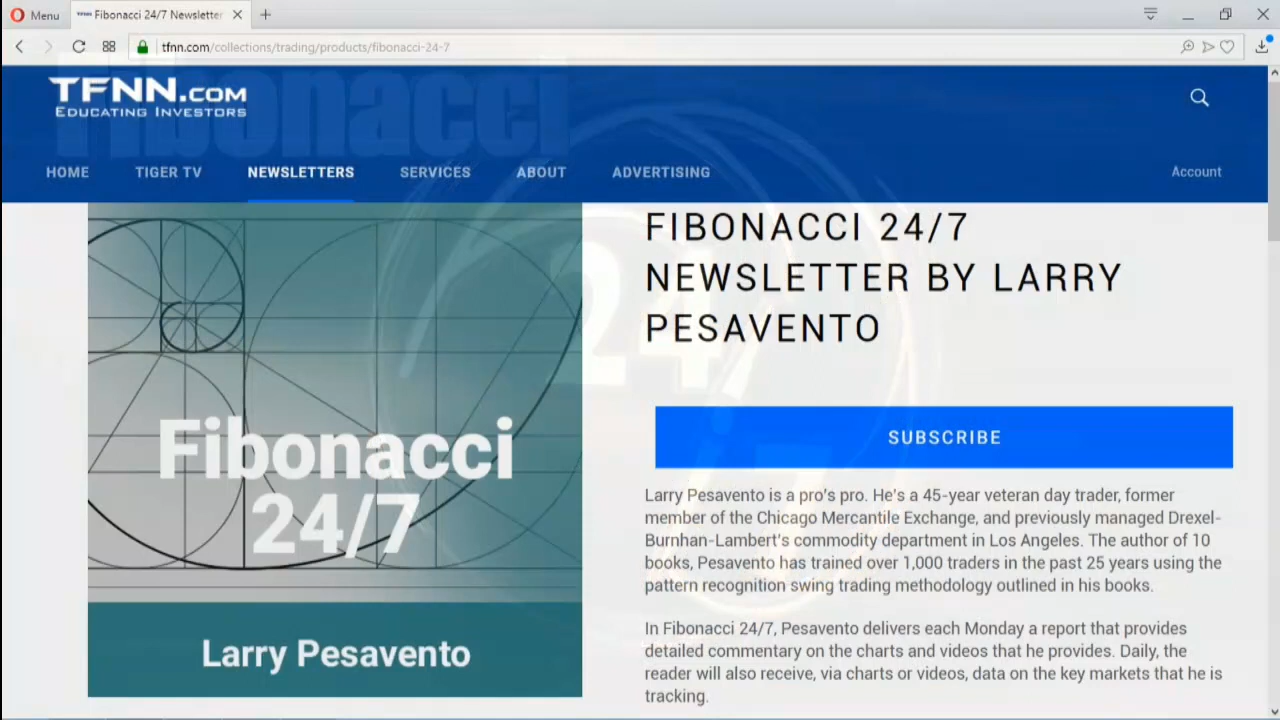 Menu
Fibonacci 24/7 Newsletter
tfnn.com/collections/trading/products/fibonacci-24-7
Fibonacci
TFNN.COM
EDUCATING INVESTORS
HOME TIGER TV NEWSLETTERS SERVICES ABOUT ADVERTISING Account
24
Fibonacci
24/7
Larry Pesavento
FIBONACCI 24/7
NEWSLETTER BY LARRY
PESAVENTO
SUBSCRIBE
Larry Pesavento is a pro's pro. He's a 45-year veteran day trader, former
member of the Chicago Mercantile Exchange, and previously managed Drexel-
Burnhan-Lambert's commodity department in Los Angeles. The author of 10
books, Pesavento has trained over 1,000 traders in the past 25 years using the
pattern recognition swing trading methodology outlined in his books.
In Fibonacci 24/7, Pesavento delivers each Monday a report that provides
detailed commentary on the charts and videos that he provides. Daily, the
reader will also receive, via charts or videos, data on the key markets that he is
tracking.